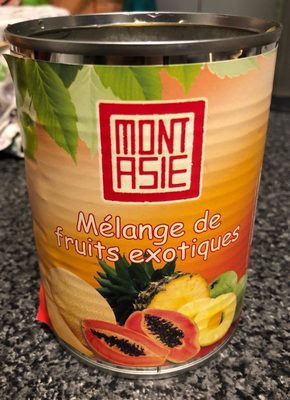 MONT
ASIE
Mélange de
fruits exotiques